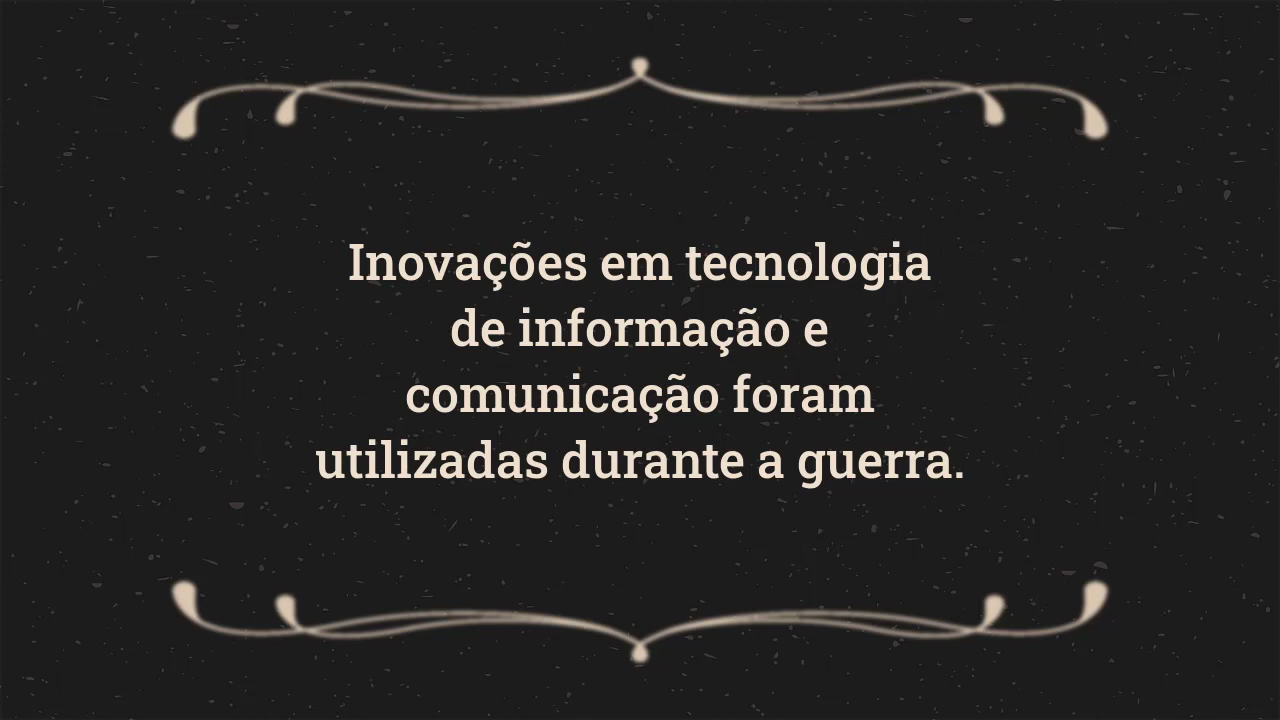 Inovações em tecnologia
de informação e
comunicação foram
utilizadas durante a guerra.